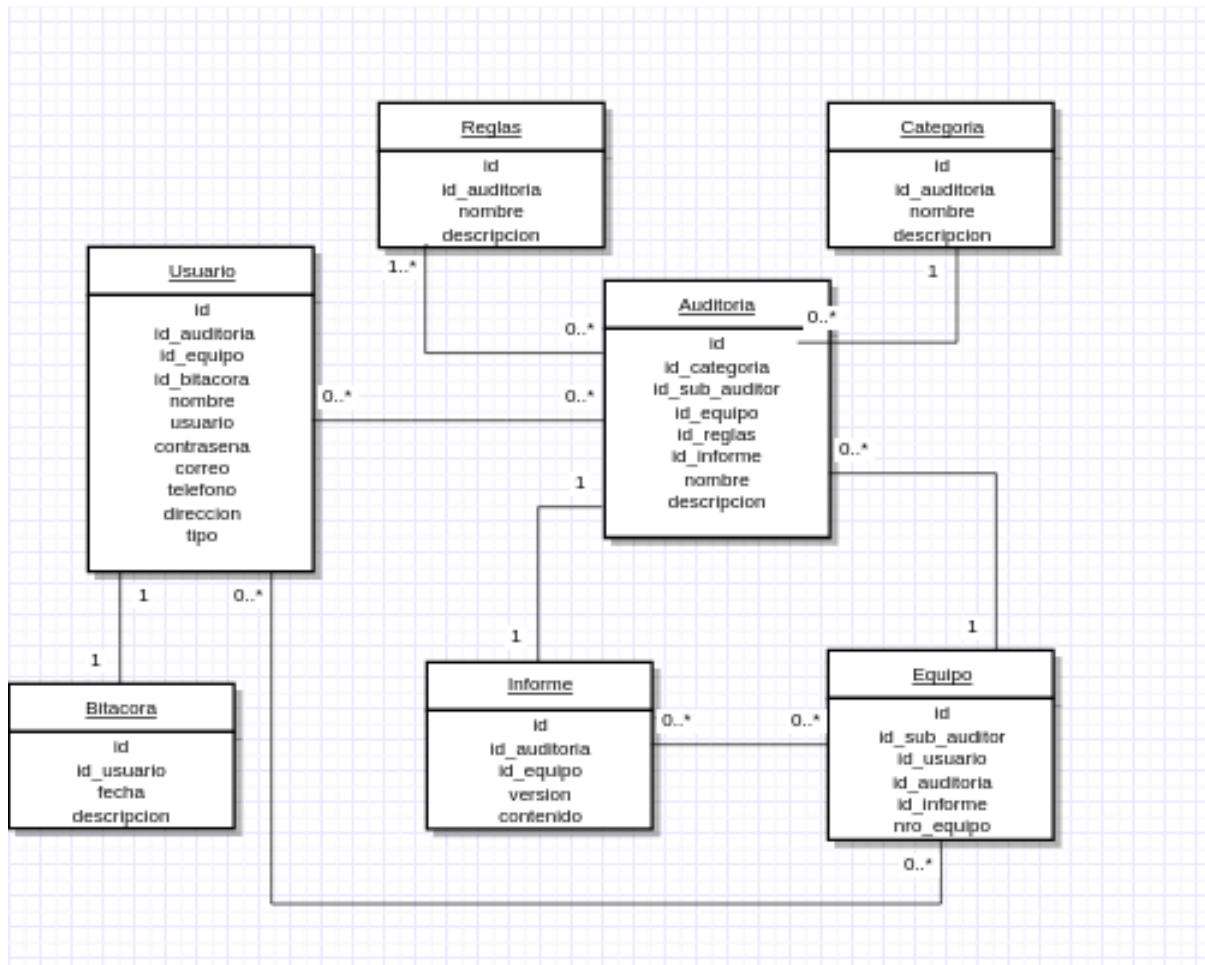 Reglas
id
id_auditoria
nombre
descripcion
1..*
Categoria
id
id_auditoria
nombre
descripcion
1
Usuario
id
id_auditoria
id_equipo
id_bitacora
nombre
usuario
contrasena
correo
telefono
direccion
tipo
0..*
1
0..*
Auditoria
0..*
id
id_categoria
id_sub_auditor
id_equipo
id_reglas
id_informe
nombre
descripcion
0..*
0..*
0..*
1
1
Bitacora
id
id_usuario
fecha
descripcion
1
Informe
id
id_auditoria
id_equipo
version
contenido
0..*
1
Equipo
id
id_sub_auditor
id_usuario
id_auditoria
id_informe
nro_equipo
0..*
0..*